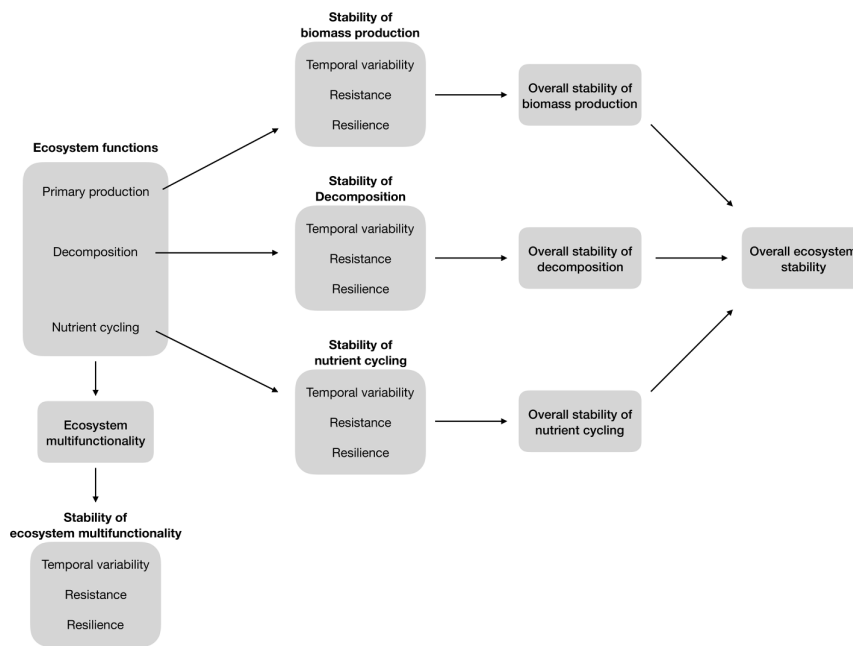 Stability of
biomass production
Temporal variability
Resistance
Resilience
Overall stability of
biomass production
Ecosystem functions
Primary production
Decomposition
Nutrient cycling
Stability of
Decomposition
Temporal variability
Resistance
Resilience
Overall stability of
decomposition
Overall ecosystem
stability
Stability of
nutrient cycling
Temporal variability
Resistance
Resilience
Overall stability of
nutrient cycling
Ecosystem
multifunctionality
Stability of
ecosystem multifunctionality
Temporal variability
Resistance
Resilience